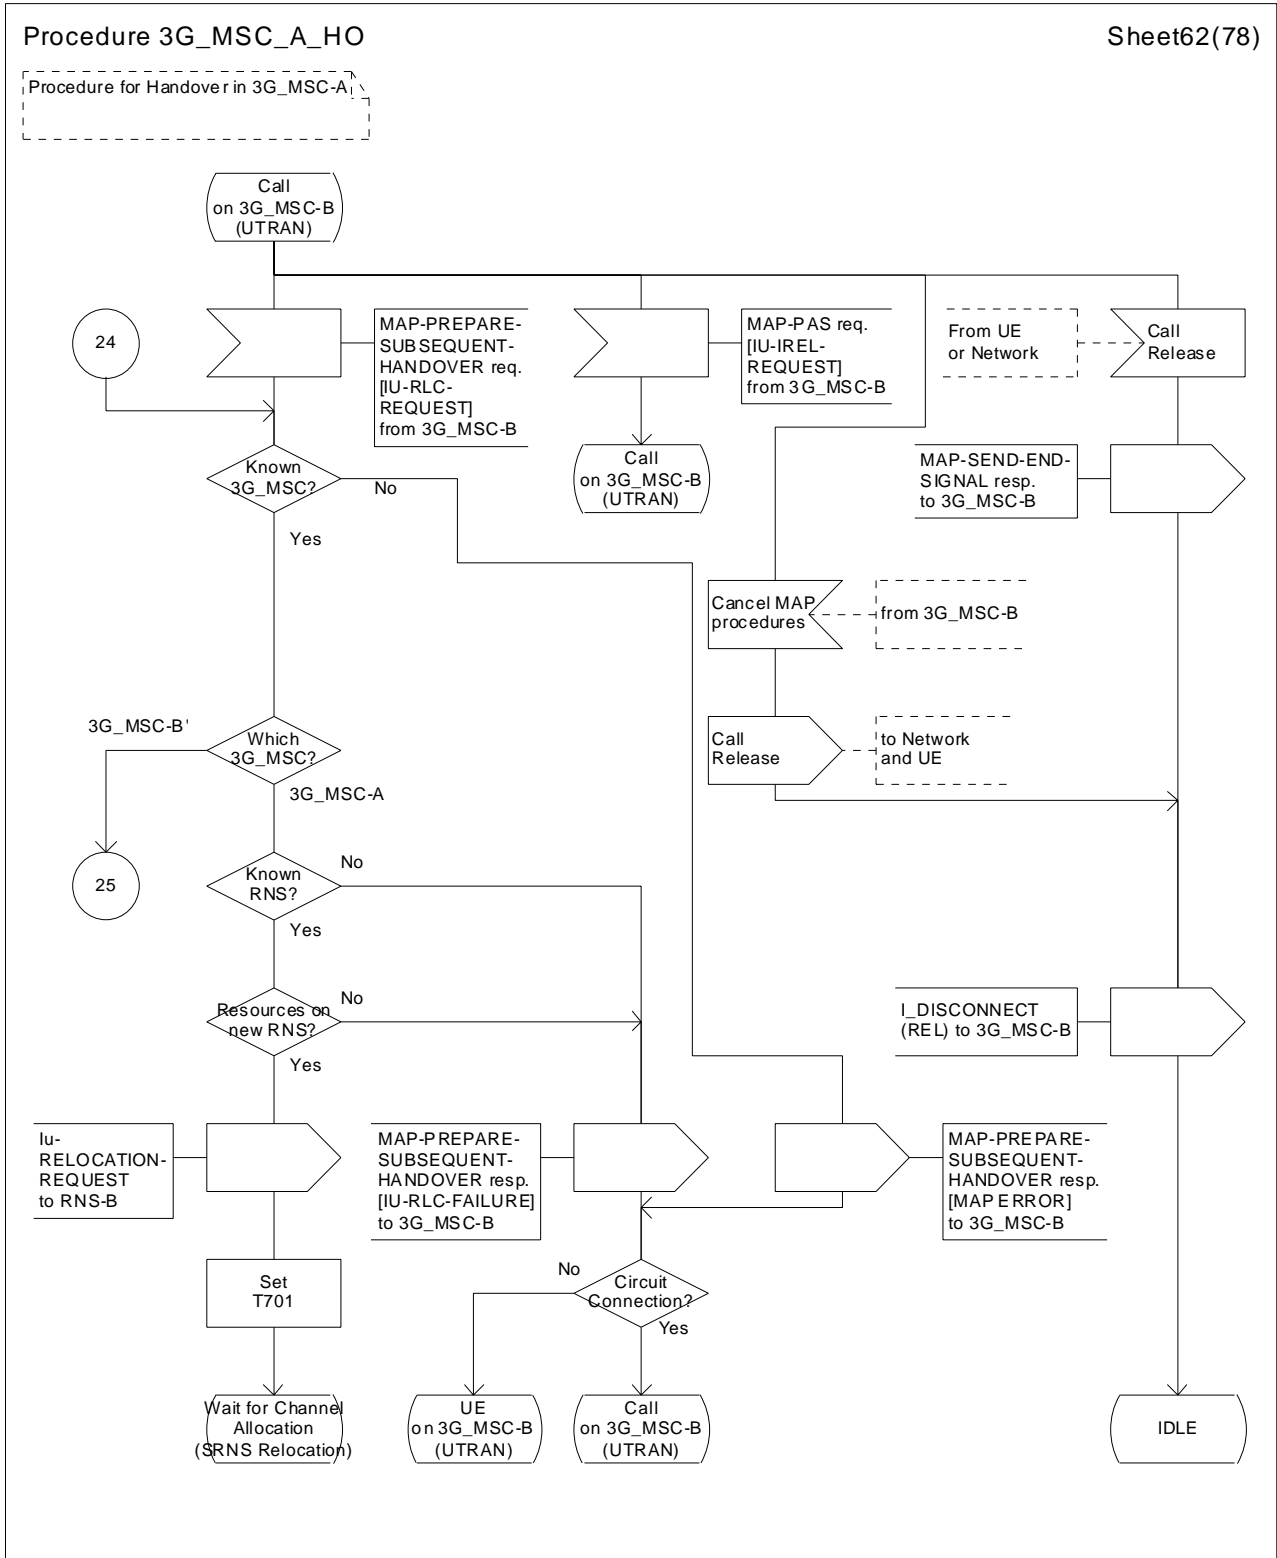 Procedure 3G_MSC_A_HO
Sheet62(78)
Procedure for Handover in 3G_MSC-A
Call
on 3G_MSC-B
(UTRAN)
24
MAP-PREPARE-
SUBSEQUENT-
HANDOVER req.
[IU-RLC-
REQUEST]
from 3G_MSC-B
MAP-PAS req.
[IU-IREL-
REQUEST]
from 3G_MSC-B
From UE
or Network
Call
Release
Known
3G_MSC?
No
Yes
Call
on 3G_MSC-B
(UTRAN)
MAP-SEND-END-
SIGNAL resp.
to 3G_MSC-B
Cancel MAP
procedures
from 3G_MSC-B
3G_MSC-B'
Which
3G_MSC?
3G_MSC-A
Call
Release
to Network
and UE
25
Known
RNS?
No
Yes
Resources on
new RNS?
No
Yes
I_DISCONNECT
(REL) to 3G_MSC-B
Iu-
RELOCATION-
REQUEST
to RNS-B
MAP-PREPARE-
SUBSEQUENT-
HANDOVER resp.
[IU-RLC-FAILURE]
to 3G_MSC-B
MAP-PREPARE-
SUBSEQUENT-
HANDOVER resp.
[MAP ERROR]
to 3G_MSC-B
Set
T701
No
Circuit
Connection?
Yes
Wait for Channel
Allocation
(SRNS Relocation)
UE
on 3G_MSC-B
(UTRAN)
Call
on 3G_MSC-B
(UTRAN)
IDLE